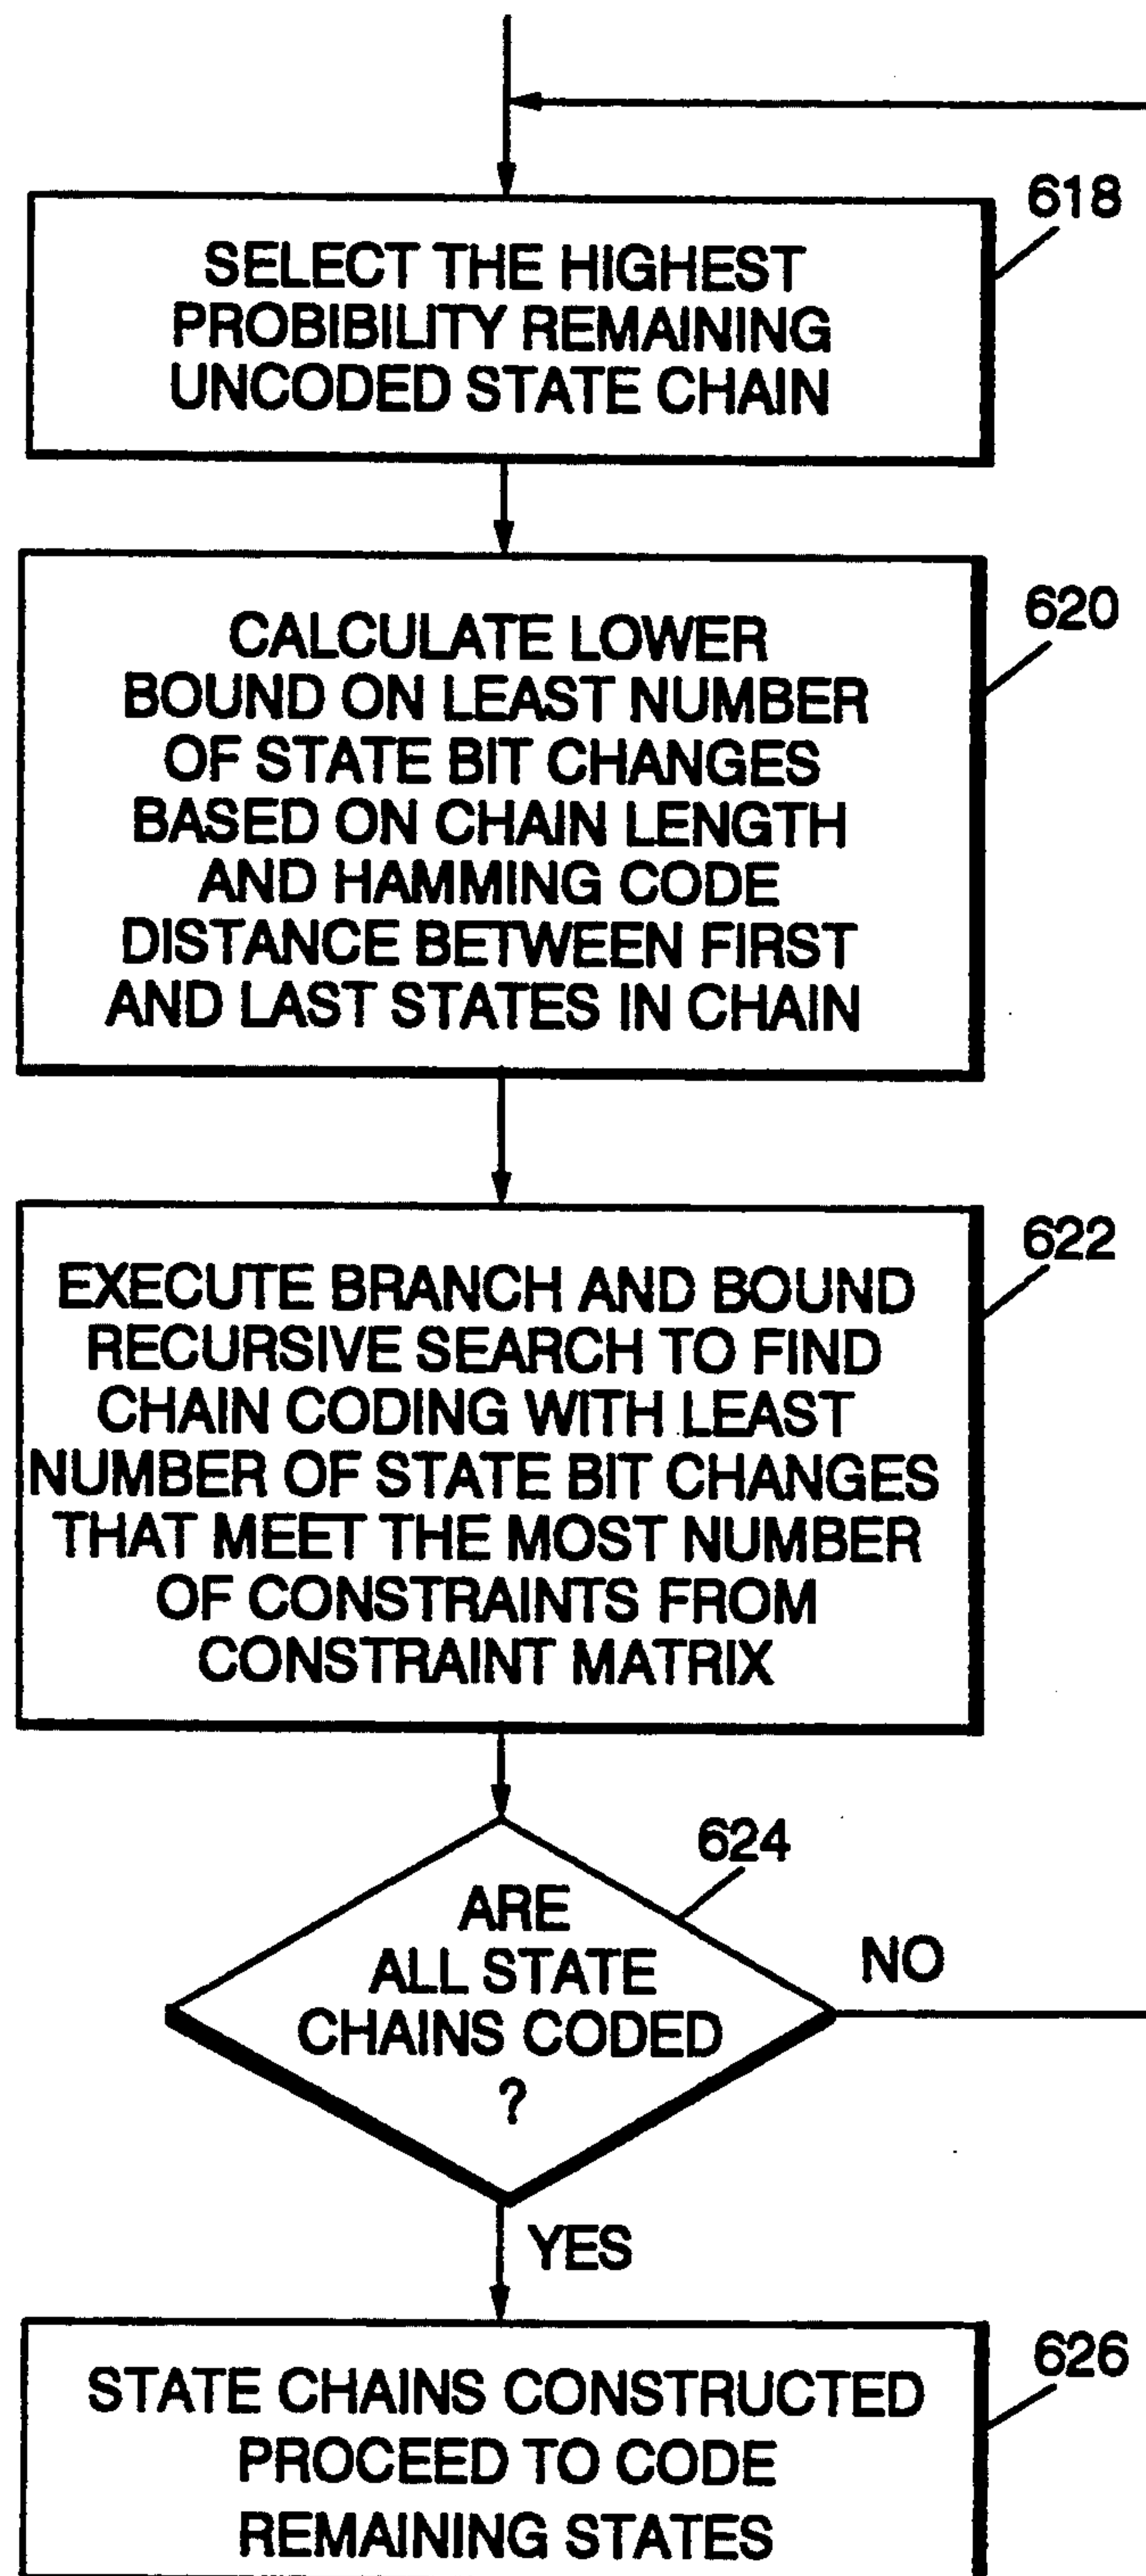 618
SELECT THE HIGHEST
PROBIBILITY REMAINING
UNCODED STATE CHAIN
620
CALCULATE LOWER
BOUND ON LEAST NUMBER
OF STATE BIT CHANGES
BASED ON CHAIN LENGTH
AND HAMMING CODE
DISTANCE BETWEEN FIRST
AND LAST STATES IN CHAIN
622
EXECUTE BRANCH AND BOUND
RECURSIVE SEARCH TO FIND
CHAIN CODING WITH LEAST
NUMBER OF STATE BIT CHANGES
THAT MEET THE MOST NUMBER
OF CONSTRAINTS FROM
CONSTRAINT MATRIX
624
ARE
ALL STATE
CHAINS CODED
?
NO
YES
626
STATE CHAINS CONSTRUCTED
PROCEED TO CODE
REMAINING STATES